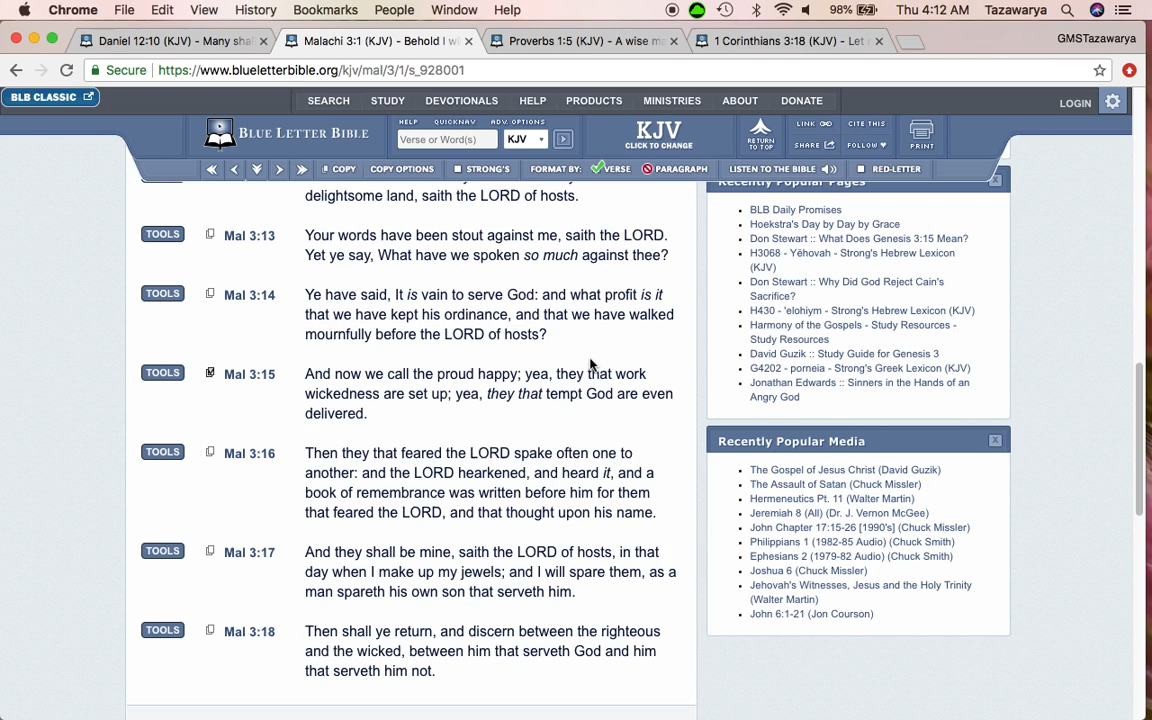 Chrome File Edit View History Bookmarks People Window Help 98% Thu 4:12 AM Tazawarya
Daniel 12:10 (KJV) - Many shal
Malachi 3:1 (KJV) - Behold I wi
Proverbs 1:5 (KJV) - A wise ma
1 Corinthians 3:18 (KJV) - Let
GMSTazawarya
Secure https://www.blueletterbible.org/kjv/mal/3/1/s_928001
BLB CLASSIC
SEARCH STUDY DEVOTIONALS HELP PRODUCTS MINISTRIES ABOUT DONATE LOGIN
BLUE LETTER BIBLE
HELP QUICKNAV ADV. OPTIONS
Verse or Word(s) KJV
KJV
CLICK TO CHANGE
RETURN
TO TOP
LINK CITE THIS
SHARE FOLLOW
PRINT
COPY COPY OPTIONS STRONG'S FORMAT BY: VERSE PARAGRAPH LISTEN TO THE BIBLE RED-LETTER
delightsome land, saith the LORD of hosts.
TOOLS Mal 3:13 Your words have been stout against me, saith the LORD.
Yet ye say, What have we spoken so much against thee?
TOOLS Mal 3:14 Ye have said, It is vain to serve God: and what profit is it
that we have kept his ordinance, and that we have walked
mournfully before the LORD of hosts?
TOOLS Mal 3:15 And now we call the proud happy; yea, they that work
wickedness are set up; yea, they that tempt God are even
delivered.
TOOLS Mal 3:16 Then they that feared the LORD spake often one to
another: and the LORD hearkened, and heard it, and a
book of remembrance was written before him for them
that feared the LORD, and that thought upon his name.
TOOLS Mal 3:17 And they shall be mine, saith the LORD of hosts, in that
day when I make up my jewels; and I will spare them, as a
man spareth his own son that serveth him.
TOOLS Mal 3:18 Then shall ye return, and discern between the righteous
and the wicked, between him that serveth God and him
that serveth him not.
Recently Popular Pages
BLB Daily Promises
Hoekstra's Day by Day by Grace
Don Stewart :: What Does Genesis 3:15 Mean?
H3068 - Yĕhovah - Strong's Hebrew Lexicon
(KJV)
Don Stewart :: Why Did God Reject Cain's
Sacrifice?
H430 - 'elohiym - Strong's Hebrew Lexicon (KJV)
Harmony of the Gospels - Study Resources -
Study Resources
David Guzik :: Study Guide for Genesis 3
G4202 - porneia - Strong's Greek Lexicon (KJV)
Jonathan Edwards :: Sinners in the Hands of an
Angry God
Recently Popular Media
The Gospel of Jesus Christ (David Guzik)
The Assault of Satan (Chuck Missler)
Hermeneutics Pt. 11 (Walter Martin)
Jeremiah 8 (All) (Dr. J. Vernon McGee)
John Chapter 17:15-26 [1990's] (Chuck Missler)
Philippians 1 (1982-85 Audio) (Chuck Smith)
Ephesians 2 (1979-82 Audio) (Chuck Smith)
Joshua 6 (Chuck Missler)
Jehovah's Witnesses, Jesus and the Holy Trinity
(Walter Martin)
John 6:1-21 (Jon Courson)